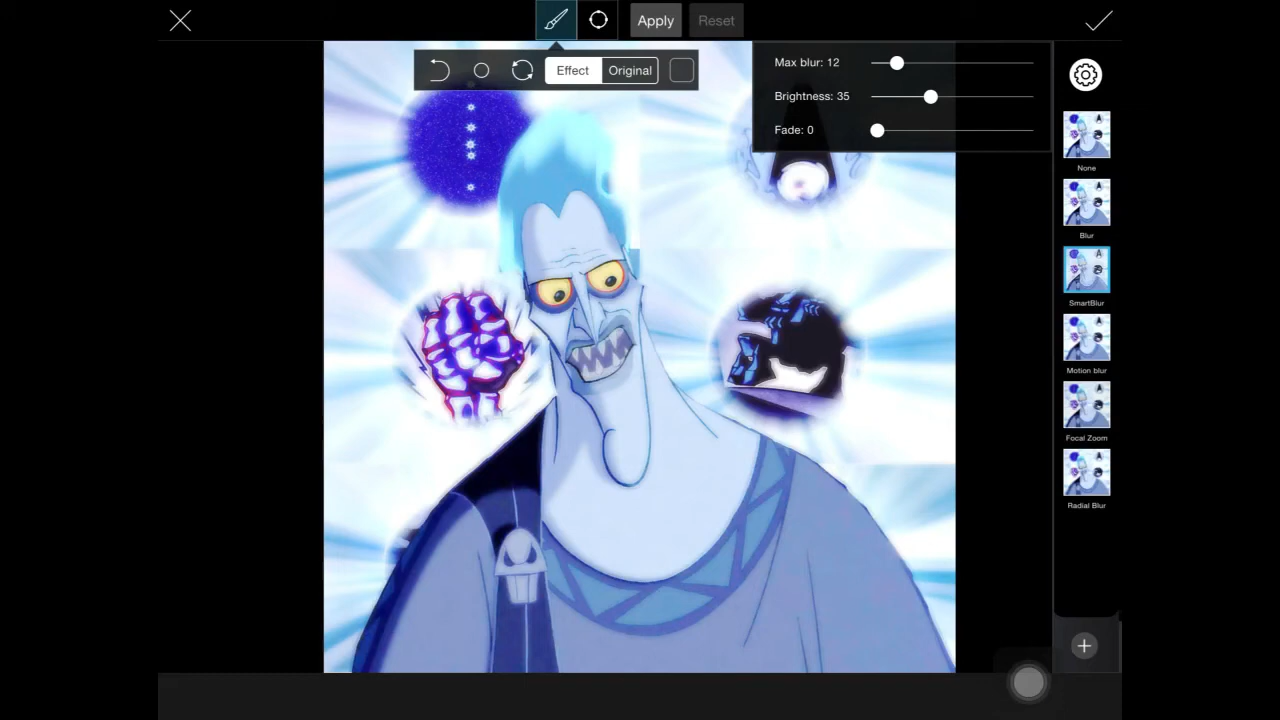 Apply
Reset
Effect
Original
Max blur: 12
Brightness: 35
Fade: 0
None
Blur
SmartBlur
Motion blur
Focal Zoom
Radial Blur